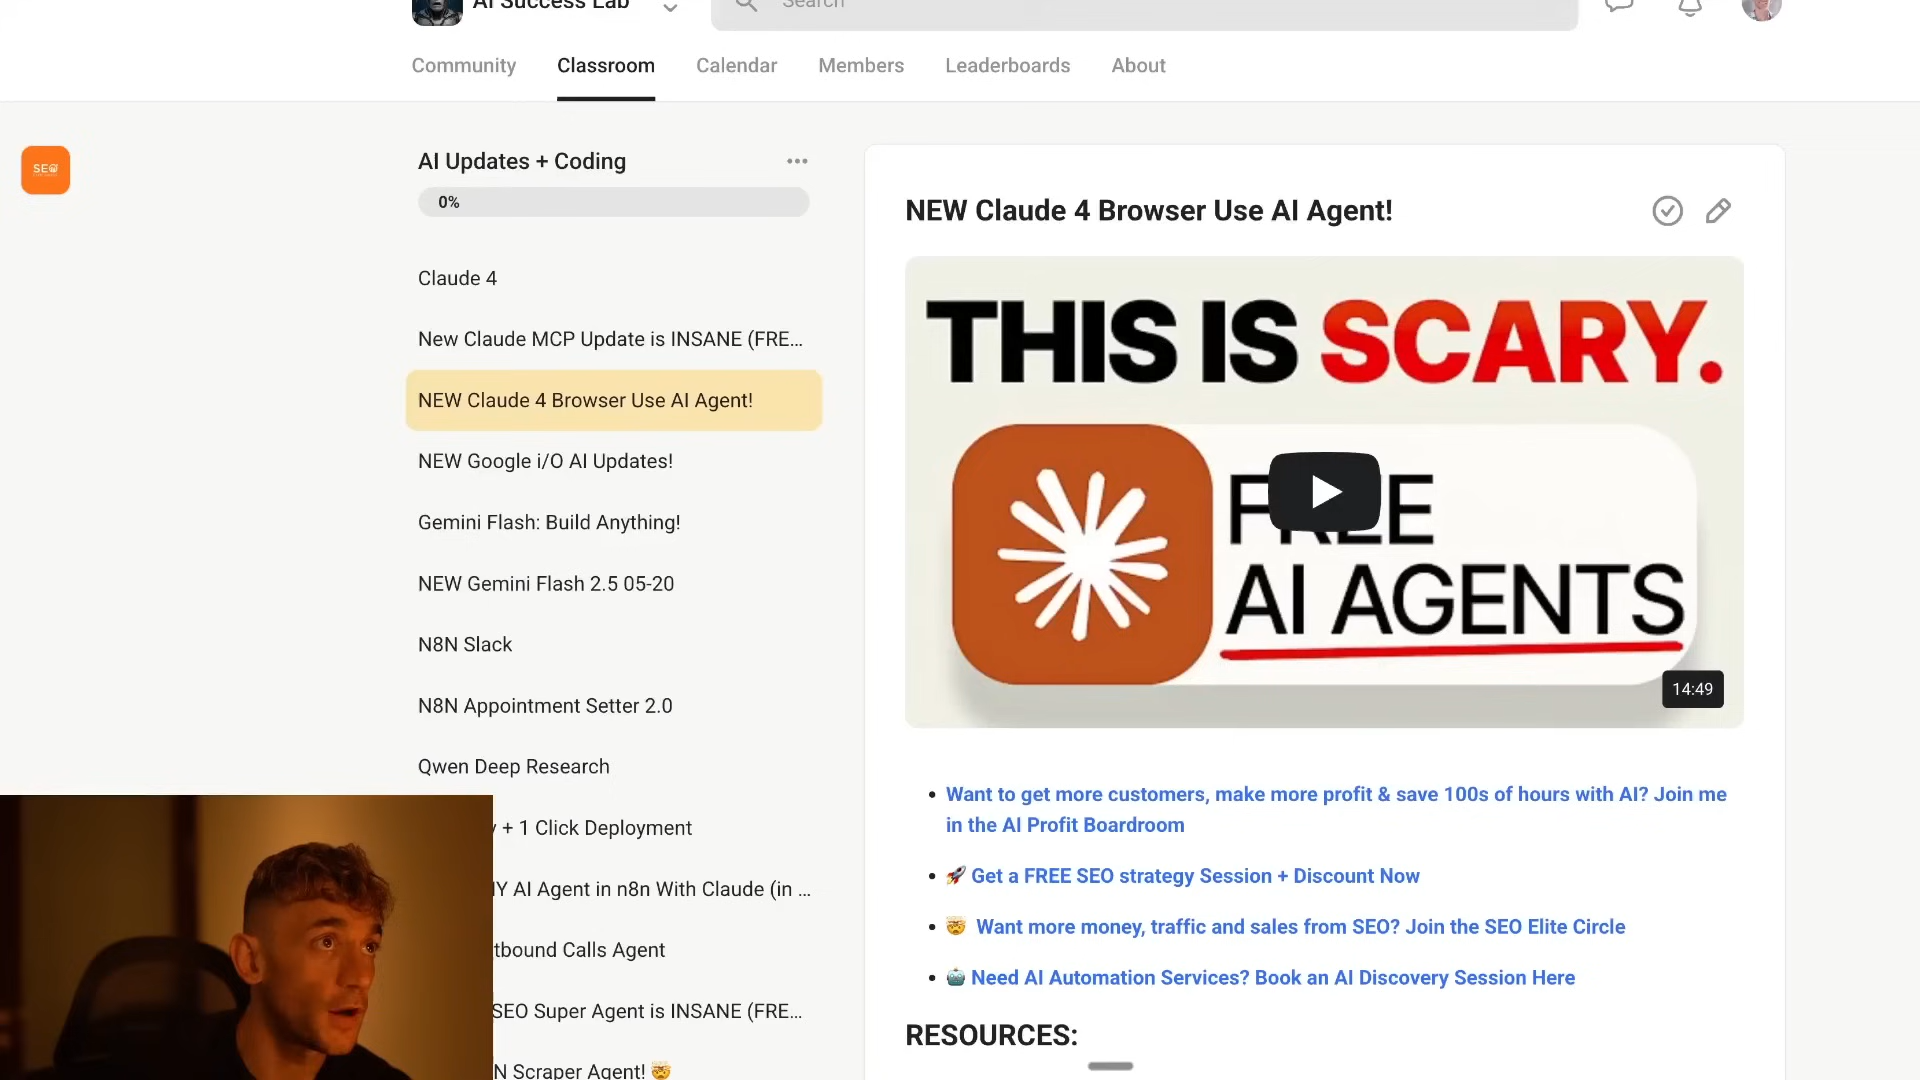 AI Success Lab
Search
Community
Classroom
Calendar
Members
Leaderboards
About
SEO
AI Updates + Coding
0%
Claude 4
New Claude MCP Update is INSANE (FRE...
NEW Claude 4 Browser Use AI Agent!
NEW Google i/O AI Updates!
Gemini Flash: Build Anything!
NEW Gemini Flash 2.5 05-20
N8N Slack
N8N Appointment Setter 2.0
Qwen Deep Research
+ 1 Click Deployment
AI Agent in n8n With Claude (in ...
Calls Agent
SEO Super Agent is INSANE (FRE...
Scraper Agent! 🤯
NEW Claude 4 Browser Use AI Agent!
THIS IS SCARY.
FREE
AI AGENTS
14:49
Want to get more customers, make more profit & save 100s of hours with AI? Join me
in the AI Profit Boardroom
🚀 Get a FREE SEO strategy Session + Discount Now
🤯 Want more money, traffic and sales from SEO? Join the SEO Elite Circle
🤖 Need AI Automation Services? Book an AI Discovery Session Here
RESOURCES: